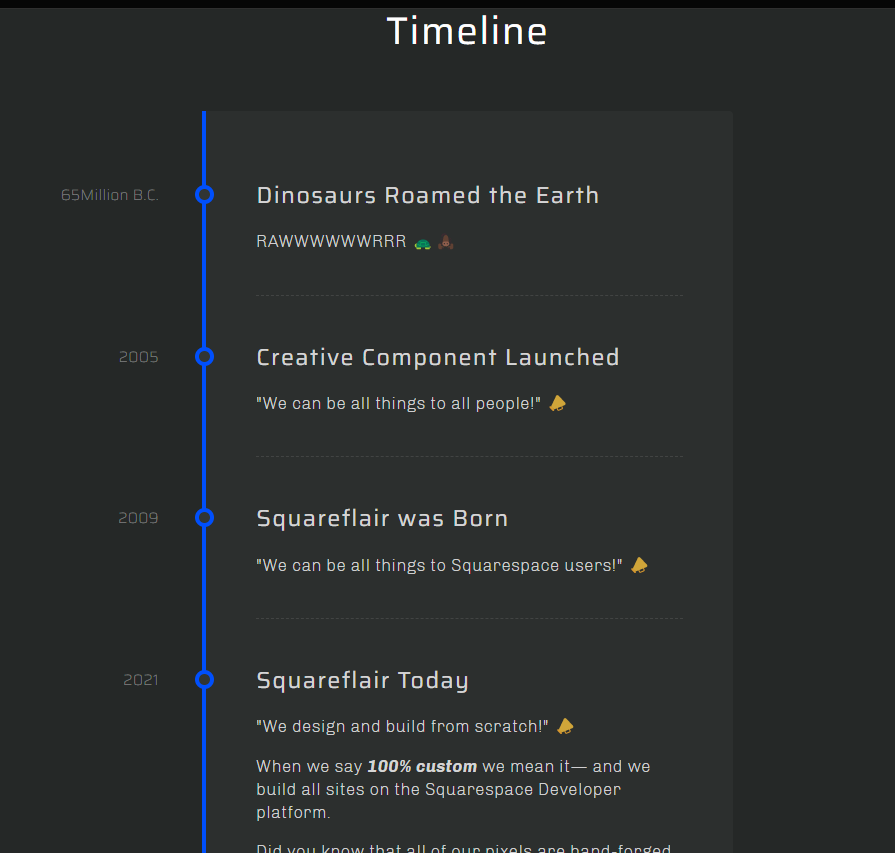 Timeline
65Million B.C.
Dinosaurs Roamed the Earth
RAWWWWWWRRR
2005
Creative Component Launched
"We can be all things to all people!"
2009
Squareflair was Born
"We can be all things to Squarespace users!"
2021
Squareflair Today
"We design and build from scratch!"
When we say 100% custom we mean it— and we
build all sites on the Squarespace Developer
platform.
Did you know that all of our pixels are hand-forged